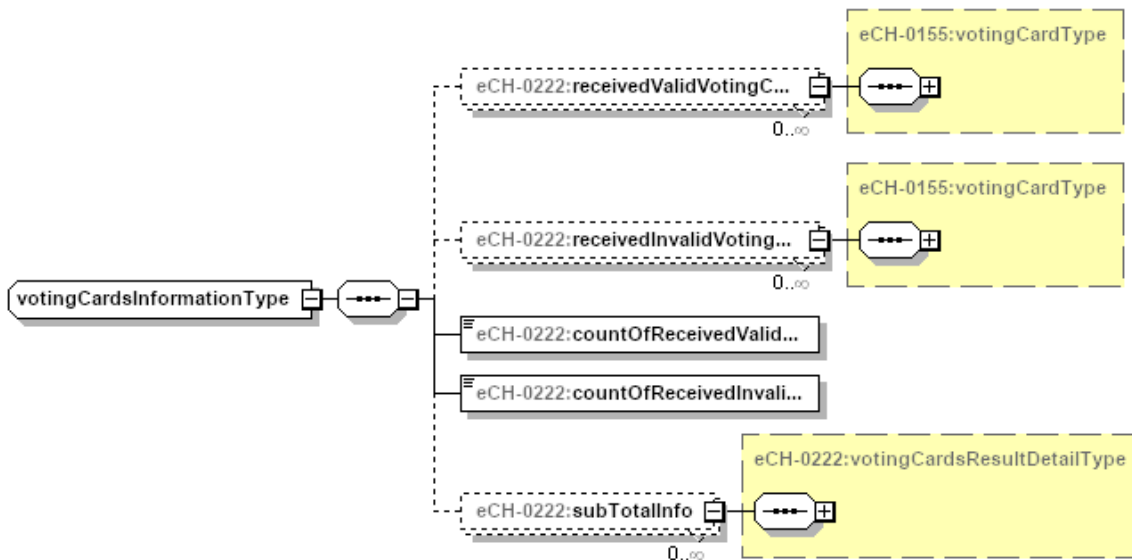 eCH-0155:votingCardType
eCH-0222:receivedValidVotingC...
0..∞
eCH-0155:votingCardType
eCH-0222:receivedInvalidVoting...
0..∞
votingCardsInformationType
eCH-0222:countOfReceivedValid...
eCH-0222:countOfReceivedInvali...
eCH-0222:votingCardsResultDetailType
eCH-0222:subTotalInfo
0..∞